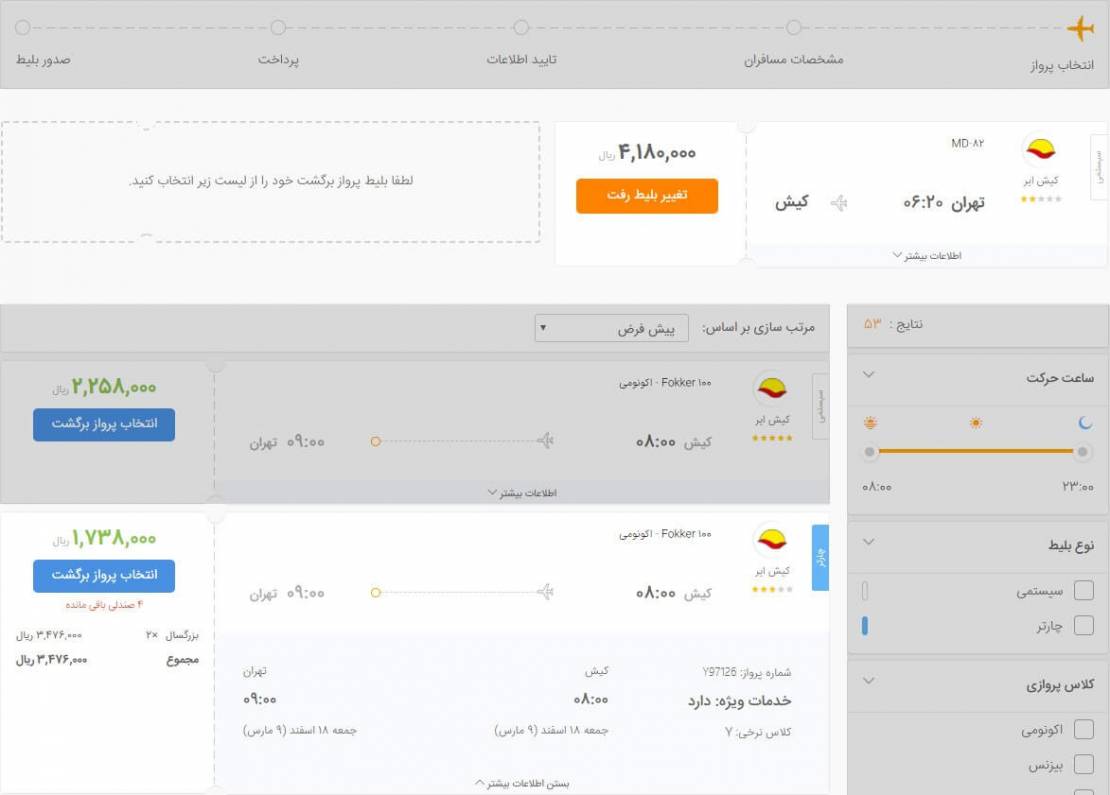 انتخاب پرواز
مشخصات مسافران
تایید اطلاعات
پرداخت
صدور بلیط
سیستمی
کیش ایر
MD-۸۲
تهران ۰۶:۲۰
کیش
اطلاعات بیشتر
۴,۱۸۰,۰۰۰ ریال
تغییر بلیط رفت
لطفا بلیط پرواز برگشت خود را از لیست زیر انتخاب کنید.
نتایج : ۵۳
ساعت حرکت
۰۸:۰۰
۲۳:۰۰
نوع بلیط
سیستمی
چارتر
کلاس پروازی
اکونومی
بیزنس
مرتب سازی بر اساس:
پیش فرض
سیستمی
کیش ایر
Fokker ۱۰۰ - اکونومی
کیش ۰۸:۰۰
۰۹:۰۰ تهران
اطلاعات بیشتر
۲,۲۵۸,۰۰۰ ریال
انتخاب پرواز برگشت
چارتر
کیش ایر
Fokker ۱۰۰ - اکونومی
کیش ۰۸:۰۰
۰۹:۰۰ تهران
۱,۷۳۸,۰۰۰ ریال
انتخاب پرواز برگشت
۴ صندلی باقی مانده
بزرگسال ×۲
۳,۴۷۶,۰۰۰ ریال
مجموع
۳,۴۷۶,۰۰۰ ریال
شماره پرواز: Y97126
خدمات ویژه: دارد
کلاس نرخی: Y
کیش
۰۸:۰۰
جمعه ۱۸ اسفند (۹ مارس)
تهران
۰۹:۰۰
جمعه ۱۸ اسفند (۹ مارس)
بستن اطلاعات بیشتر